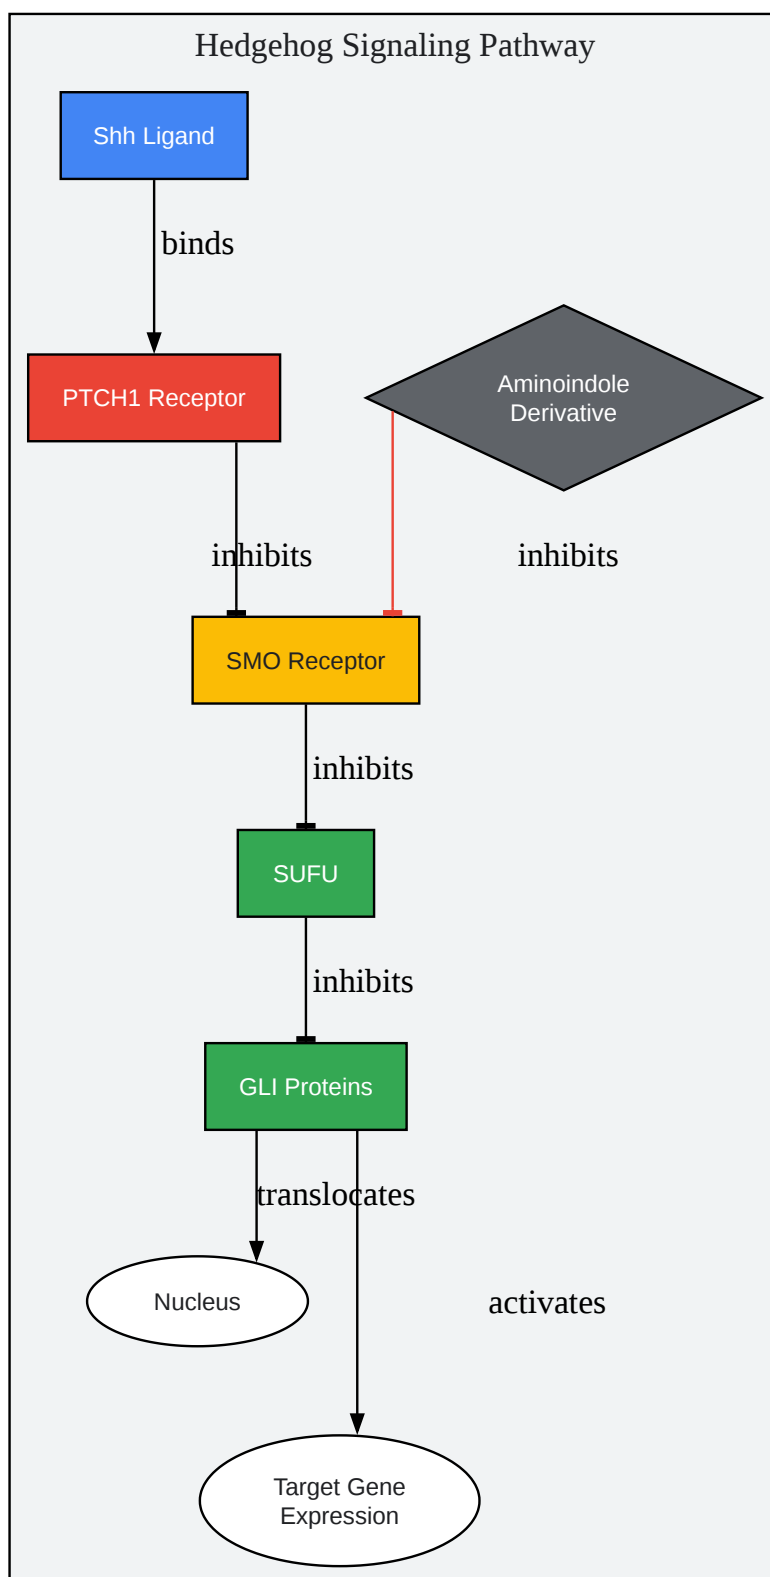 Hedgehog Signaling Pathway
Shh Ligand
binds
PTCH1 Receptor
Aminoindole
Derivative
inhibits
inhibits
SMO Receptor
inhibits
SUFU
inhibits
GLI Proteins
translocates
Nucleus
activates
Target Gene
Expression